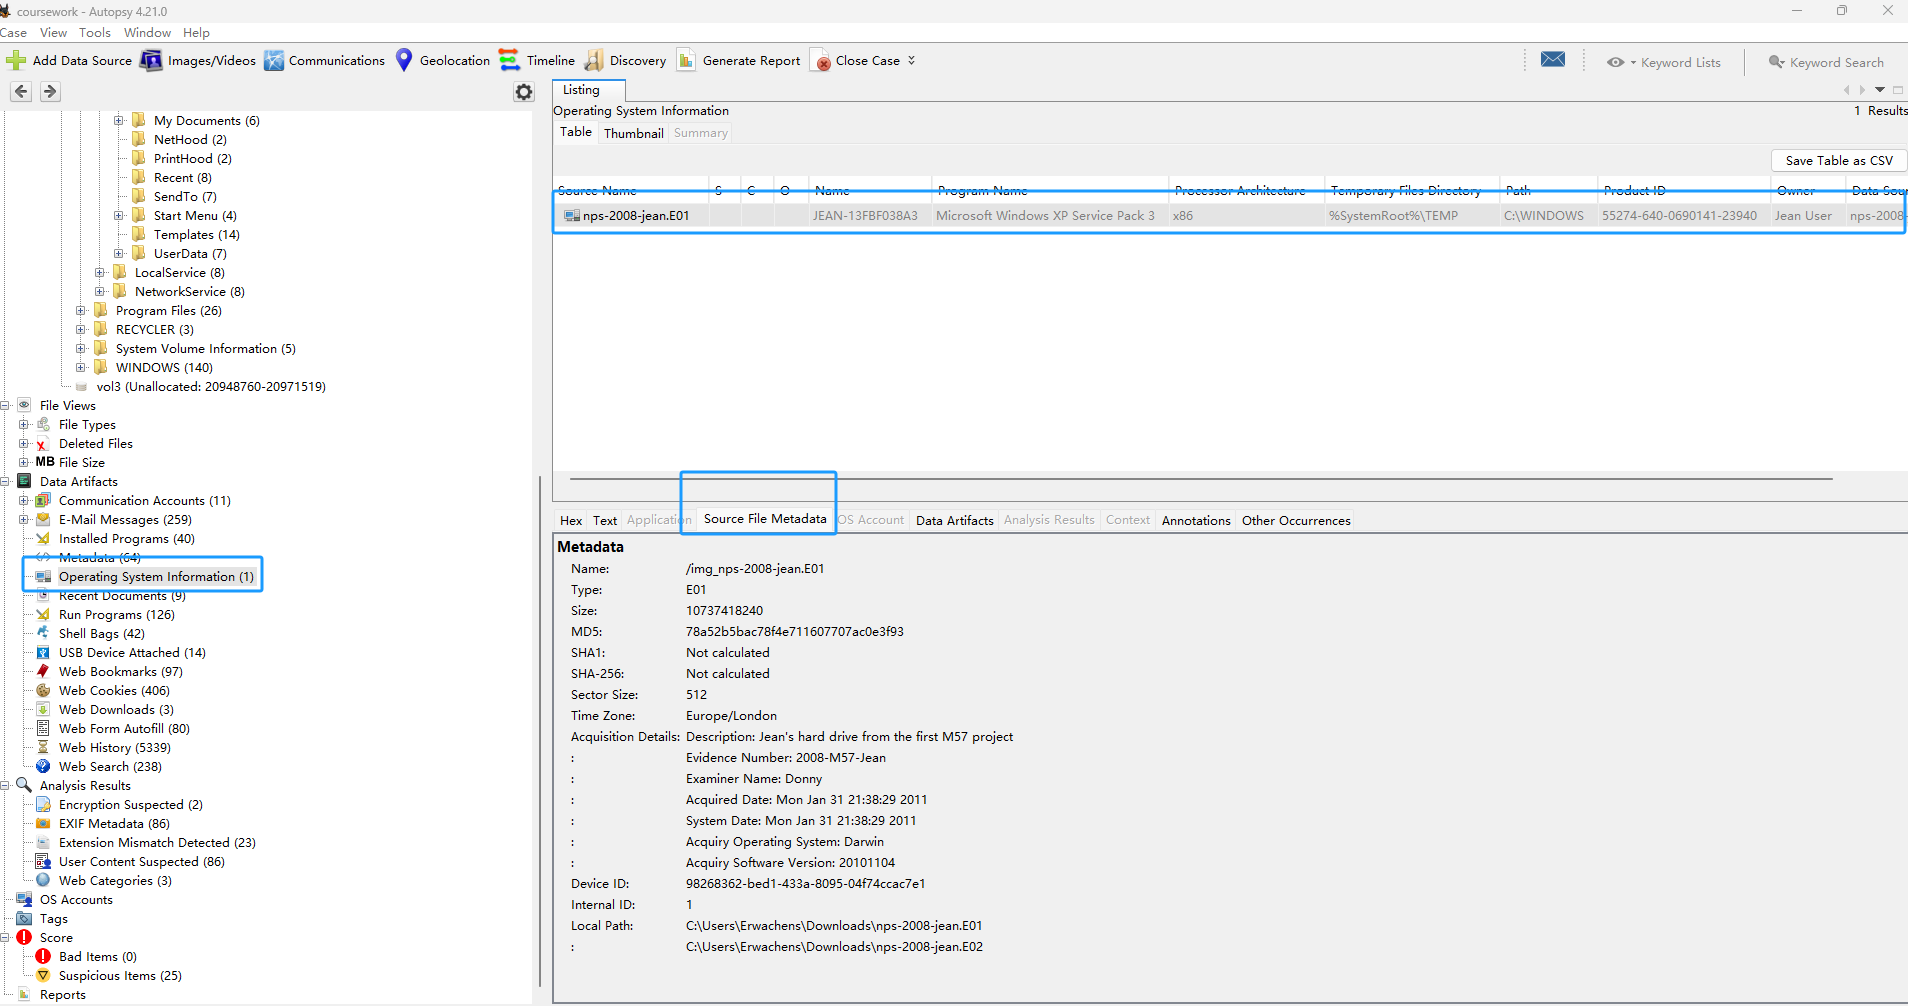 coursework - Autopsy 4.21.0
Case View Tools Window Help
Add Data Source Images/Videos Communications Geolocation Timeline Discovery Generate Report Close Case Keyword Lists Keyword Search
My Documents (6)
NetHood (2)
PrintHood (2)
Recent (8)
SendTo (7)
Start Menu (4)
Templates (14)
UserData (7)
LocalService (8)
NetworkService (8)
Program Files (26)
RECYCLER (3)
System Volume Information (5)
WINDOWS (140)
vol3 (Unallocated: 20948760-20971519)
File Views
File Types
Deleted Files
MB File Size
Data Artifacts
Communication Accounts (11)
E-Mail Messages (259)
Installed Programs (40)
Metadata (64)
Operating System Information (1)
Recent Documents (9)
Run Programs (126)
Shell Bags (42)
USB Device Attached (14)
Web Bookmarks (97)
Web Cookies (406)
Web Downloads (3)
Web Form Autofill (80)
Web History (5339)
Web Search (238)
Analysis Results
Encryption Suspected (2)
EXIF Metadata (86)
Extension Mismatch Detected (23)
User Content Suspected (86)
Web Categories (3)
OS Accounts
Tags
Score
Bad Items (0)
Suspicious Items (25)
Reports
Listing
Operating System Information 1 Results
Table Thumbnail Summary
Save Table as CSV
Source Name S C O Name Program Name Processor Architecture Temporary Files Directory Path Product ID Owner Data Sour
nps-2008-jean.E01 JEAN-13FBF038A3 Microsoft Windows XP Service Pack 3 x86 %SystemRoot%\TEMP C:\WINDOWS 55274-640-0690141-23940 Jean User nps-2008-
Hex Text Application Source File Metadata OS Account Data Artifacts Analysis Results Context Annotations Other Occurrences
Metadata
Name: /img_nps-2008-jean.E01
Type: E01
Size: 10737418240
MD5: 78a52b5bac78f4e711607707ac0e3f93
SHA1: Not calculated
SHA-256: Not calculated
Sector Size: 512
Time Zone: Europe/London
Acquisition Details: Description: Jean's hard drive from the first M57 project
: Evidence Number: 2008-M57-Jean
: Examiner Name: Donny
: Acquired Date: Mon Jan 31 21:38:29 2011
: System Date: Mon Jan 31 21:38:29 2011
: Acquiry Operating System: Darwin
: Acquiry Software Version: 20101104
Device ID: 98268362-bed1-433a-8095-04f74ccac7e1
Internal ID: 1
Local Path: C:\Users\Erwachens\Downloads\nps-2008-jean.E01
: C:\Users\Erwachens\Downloads\nps-2008-jean.E02